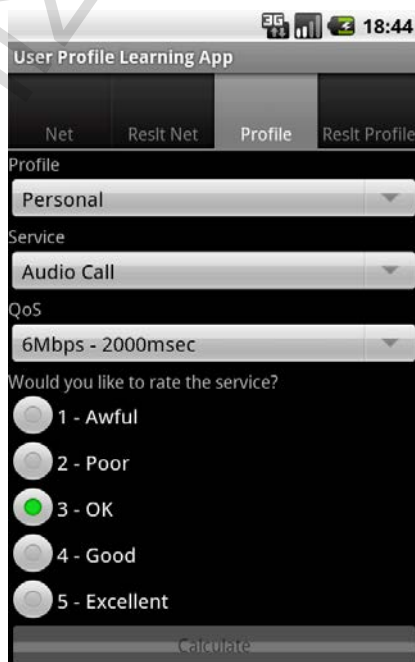 3G 18:44
User Profile Learning App
Net Reslt Net Profile Reslt Profile
Profile
Personal
Service
Audio Call
QoS
6Mbps - 2000msec
Would you like to rate the service?
1 - Awful
2 - Poor
3 - OK
4 - Good
5 - Excellent
Calculate